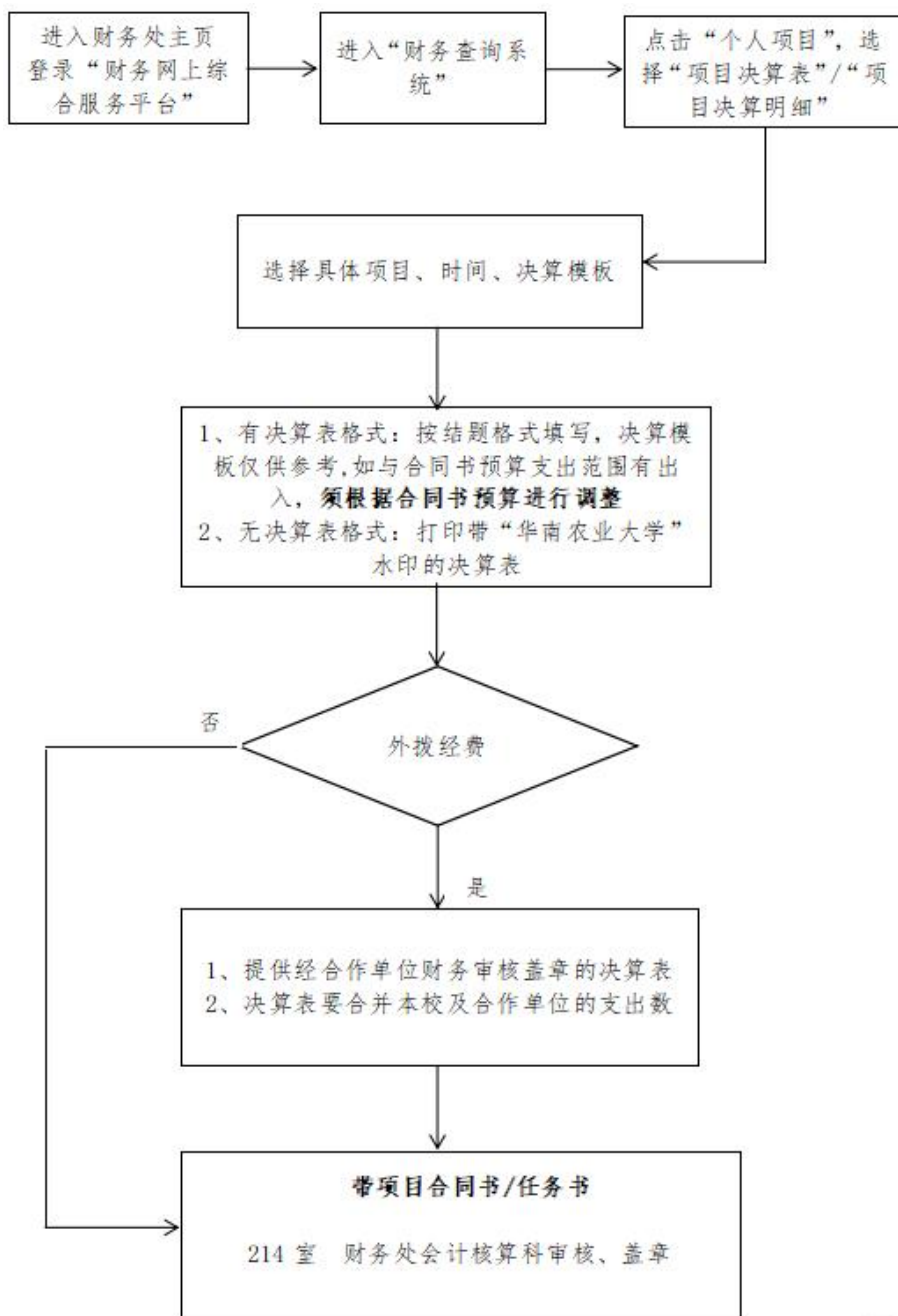 进入财务处主页
登录“财务网上综
合服务平台”
进入“财务查询系
统”
点击“个人项目”，选
择“项目决算表”/“项
目决算明细”
选择具体项目、时间、决算模板
1、有决算表格式：按结题格式填写，决算模
板仅供参考,如与合同书预算支出范围有出
入，须根据合同书预算进行调整
2、无决算表格式：打印带“华南农业大学”
水印的决算表
外拨经费
否
是
1、提供经合作单位财务审核盖章的决算表
2、决算表要合并本校及合作单位的支出数
带项目合同书/任务书
214 室 财务处会计核算科审核、盖章